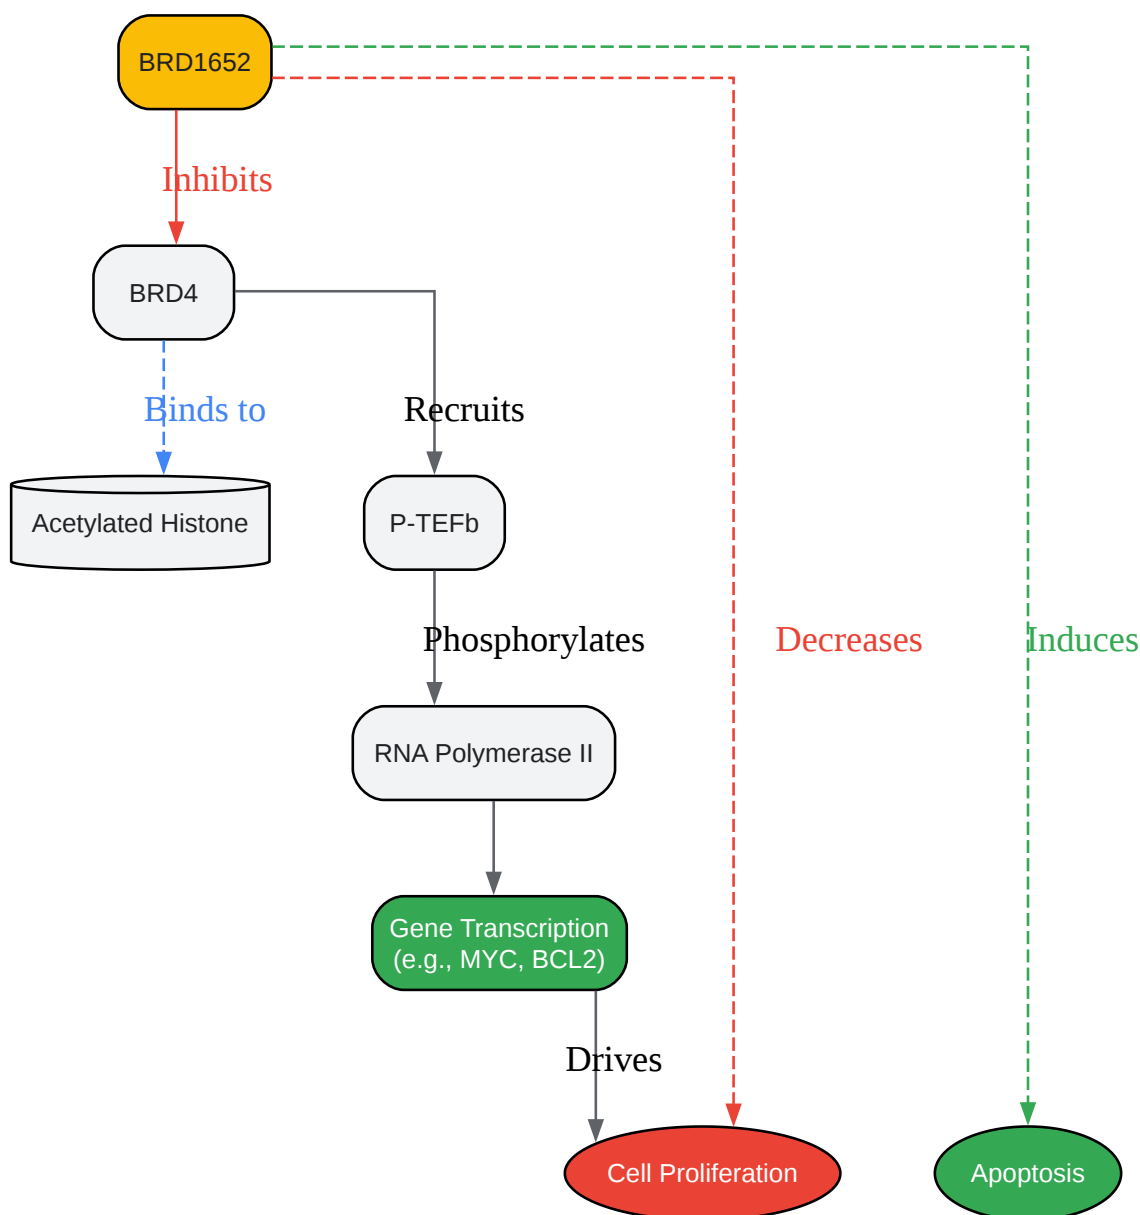 BRD1652
Inhibits
BRD4
Binds to
Recruits
Acetylated Histone
P-TEFb
Phosphorylates
Decreases
Induces
RNA Polymerase II
Gene Transcription
(e.g., MYC, BCL2)
Drives
Cell Proliferation
Apoptosis